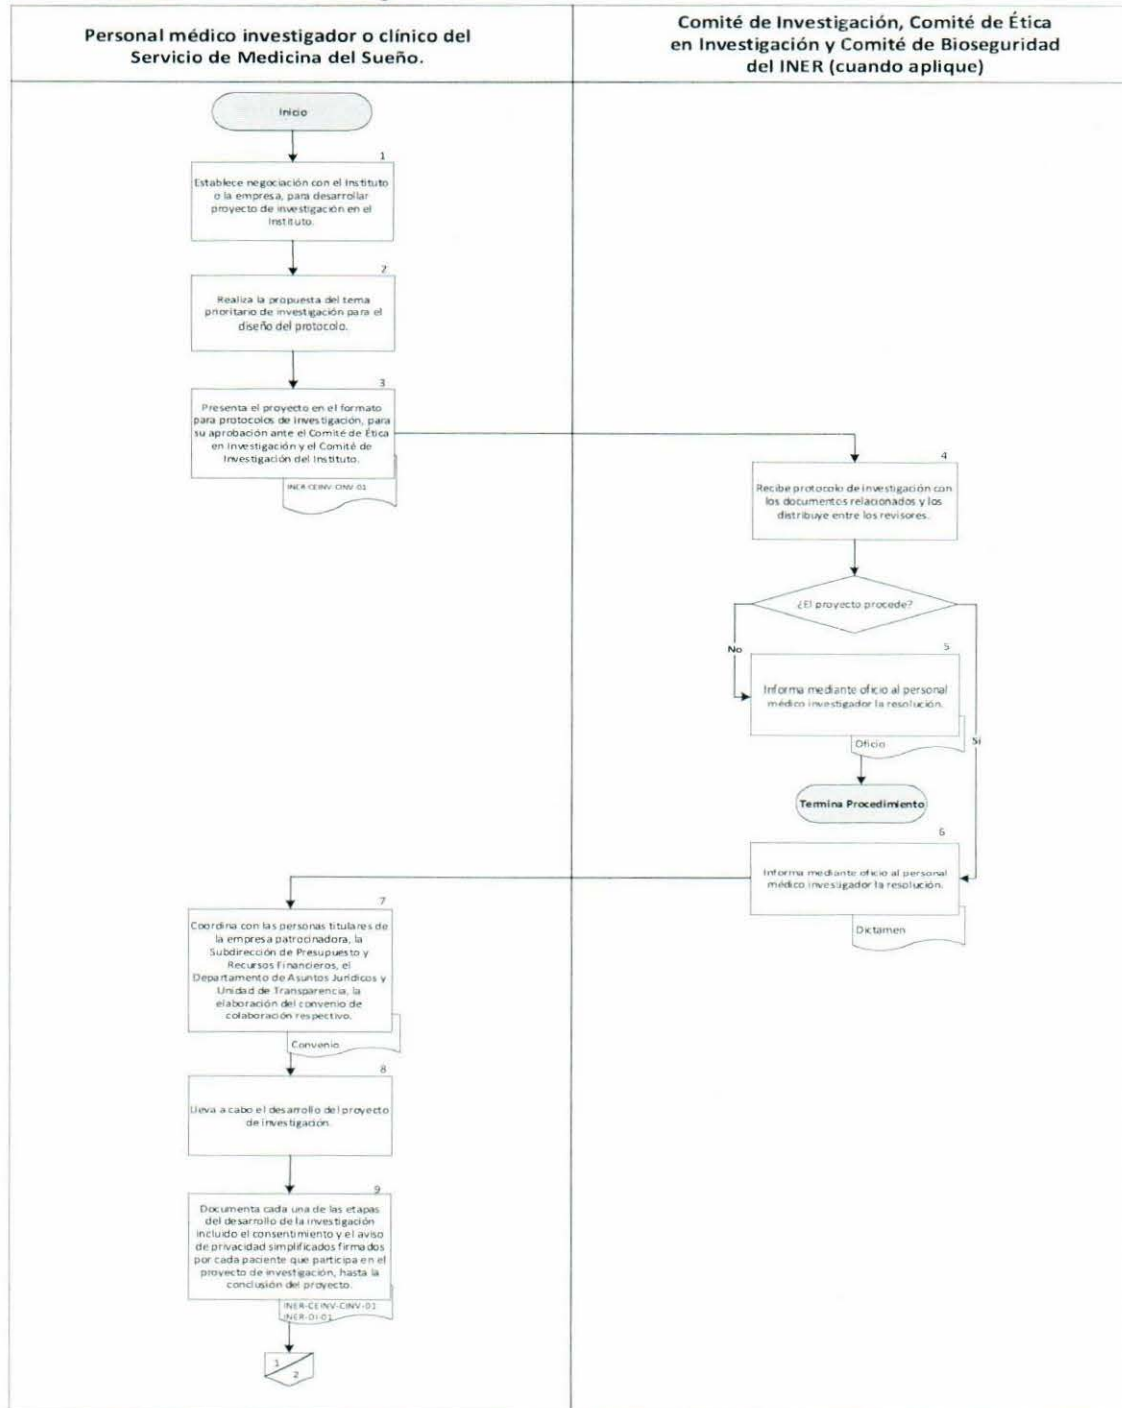 Personal médico investigador o clínico del
Servicio de Medicina del Sueño.
Comité de Investigación, Comité de Ética
en Investigación y Comité de Bioseguridad
del INER (cuando aplique)
Inicio
1
Establece negociación con el Instituto
o la empresa, para desarrollar
proyecto de investigación en el
Instituto.
2
Realiza la propuesta del tema
prioritario de investigación para el
diseño del protocolo.
3
Presenta el proyecto en el formato
para protocolos de Investigación, para
su aprobación ante el Comité de Ética
en Investigación y el Comité de
Investigación del Instituto.
INER-CEINV-CINV-01
4
Recibe protocolo de investigación con
los documentos relacionados y los
distribuye entre los revisores.
¿El proyecto procede?
No
Sí
5
Informa mediante oficio al personal
médico investigador la resolución.
Oficio
Termina Procedimiento
6
Informa mediante oficio al personal
médico investigador la resolución.
Dictamen
7
Coordina con las personas titulares de
la empresa patrocinadora, la
Subdirección de Presupuesto y
Recursos Financieros, el
Departamento de Asuntos Jurídicos y
Unidad de Transparencia, la
elaboración del convenio de
colaboración respectivo.
Convenio
8
Lleva a cabo el desarrollo del proyecto
de investigación.
9
Documenta cada una de las etapas
del desarrollo de la investigación
incluido el consentimiento y el aviso
de privacidad simplificados firmados
por cada paciente que participa en el
proyecto de investigación, hasta la
conclusión del proyecto.
INER-CEINV-CINV-01
INER-DI-01
1
2